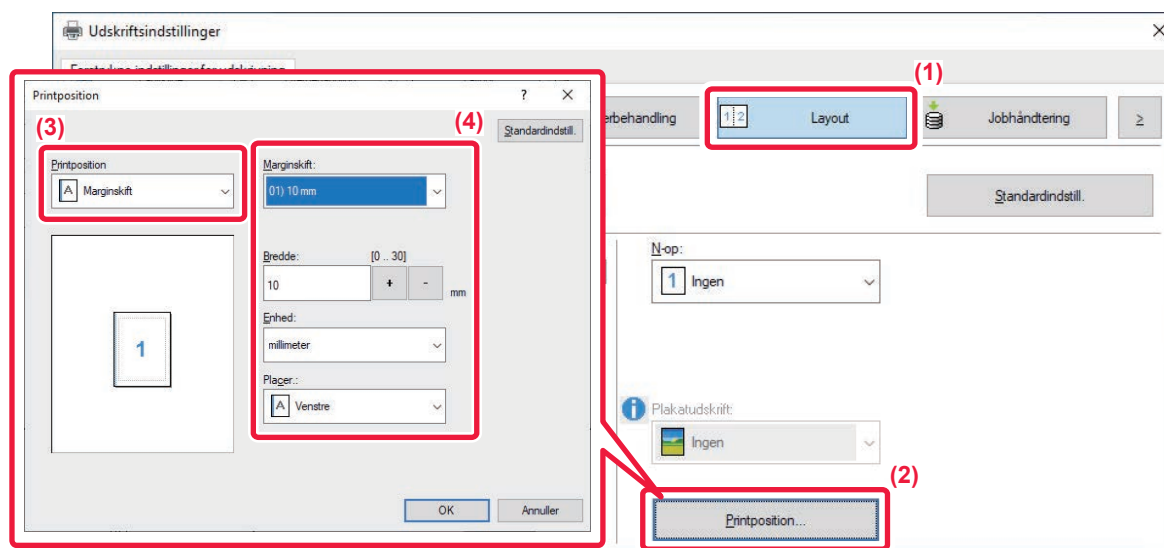 Udskriftsindstillinger
(1)
Printposition
?
(3)
(4)
Standardindstill.
Layout
Jobhåndtering
≥
Printposition
Marginskift:
A Marginskift
01) 10 mm
Standardindstill.
Bredde: [0 .. 30]
10 + - mm
N-op:
1 Ingen
Enhed:
millimeter
1
Placer.:
A Venstre
Plakatudskrift:
Ingen
(2)
OK
Annuller
Printposition...